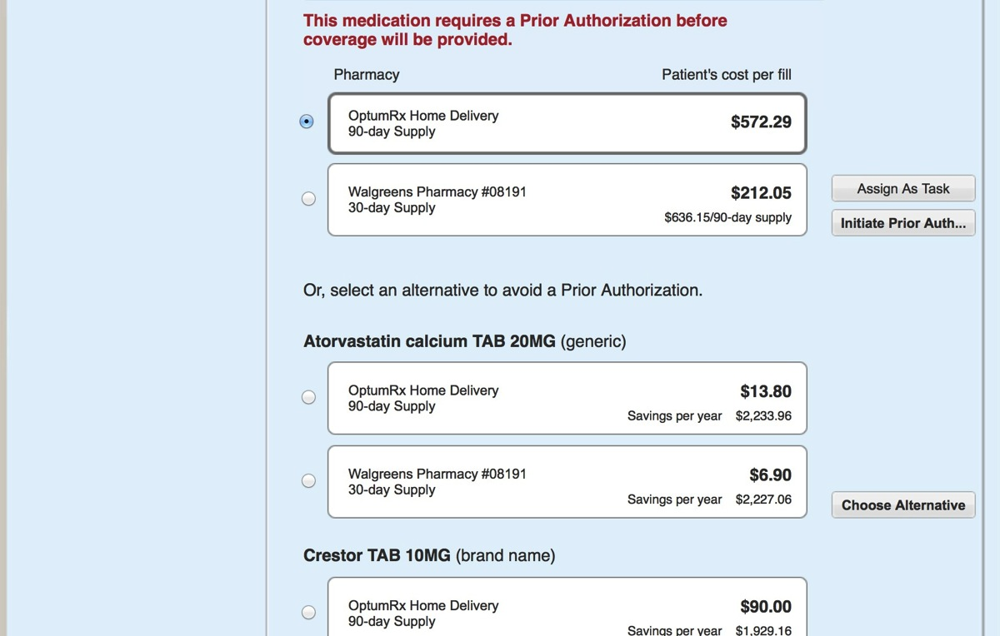 This medication requires a Prior Authorization before
coverage will be provided.
Pharmacy Patient's cost per fill
OptumRx Home Delivery
90-day Supply
$572.29
Walgreens Pharmacy #08191
30-day Supply
$212.05
$636.15/90-day supply
Assign As Task
Initiate Prior Auth...
Or, select an alternative to avoid a Prior Authorization.
Atorvastatin calcium TAB 20MG (generic)
OptumRx Home Delivery
90-day Supply
$13.80
Savings per year $2,233.96
Walgreens Pharmacy #08191
30-day Supply
$6.90
Savings per year $2,227.06
Choose Alternative
Crestor TAB 10MG (brand name)
OptumRx Home Delivery
90-day Supply
$90.00
Savings per year $1,929.16